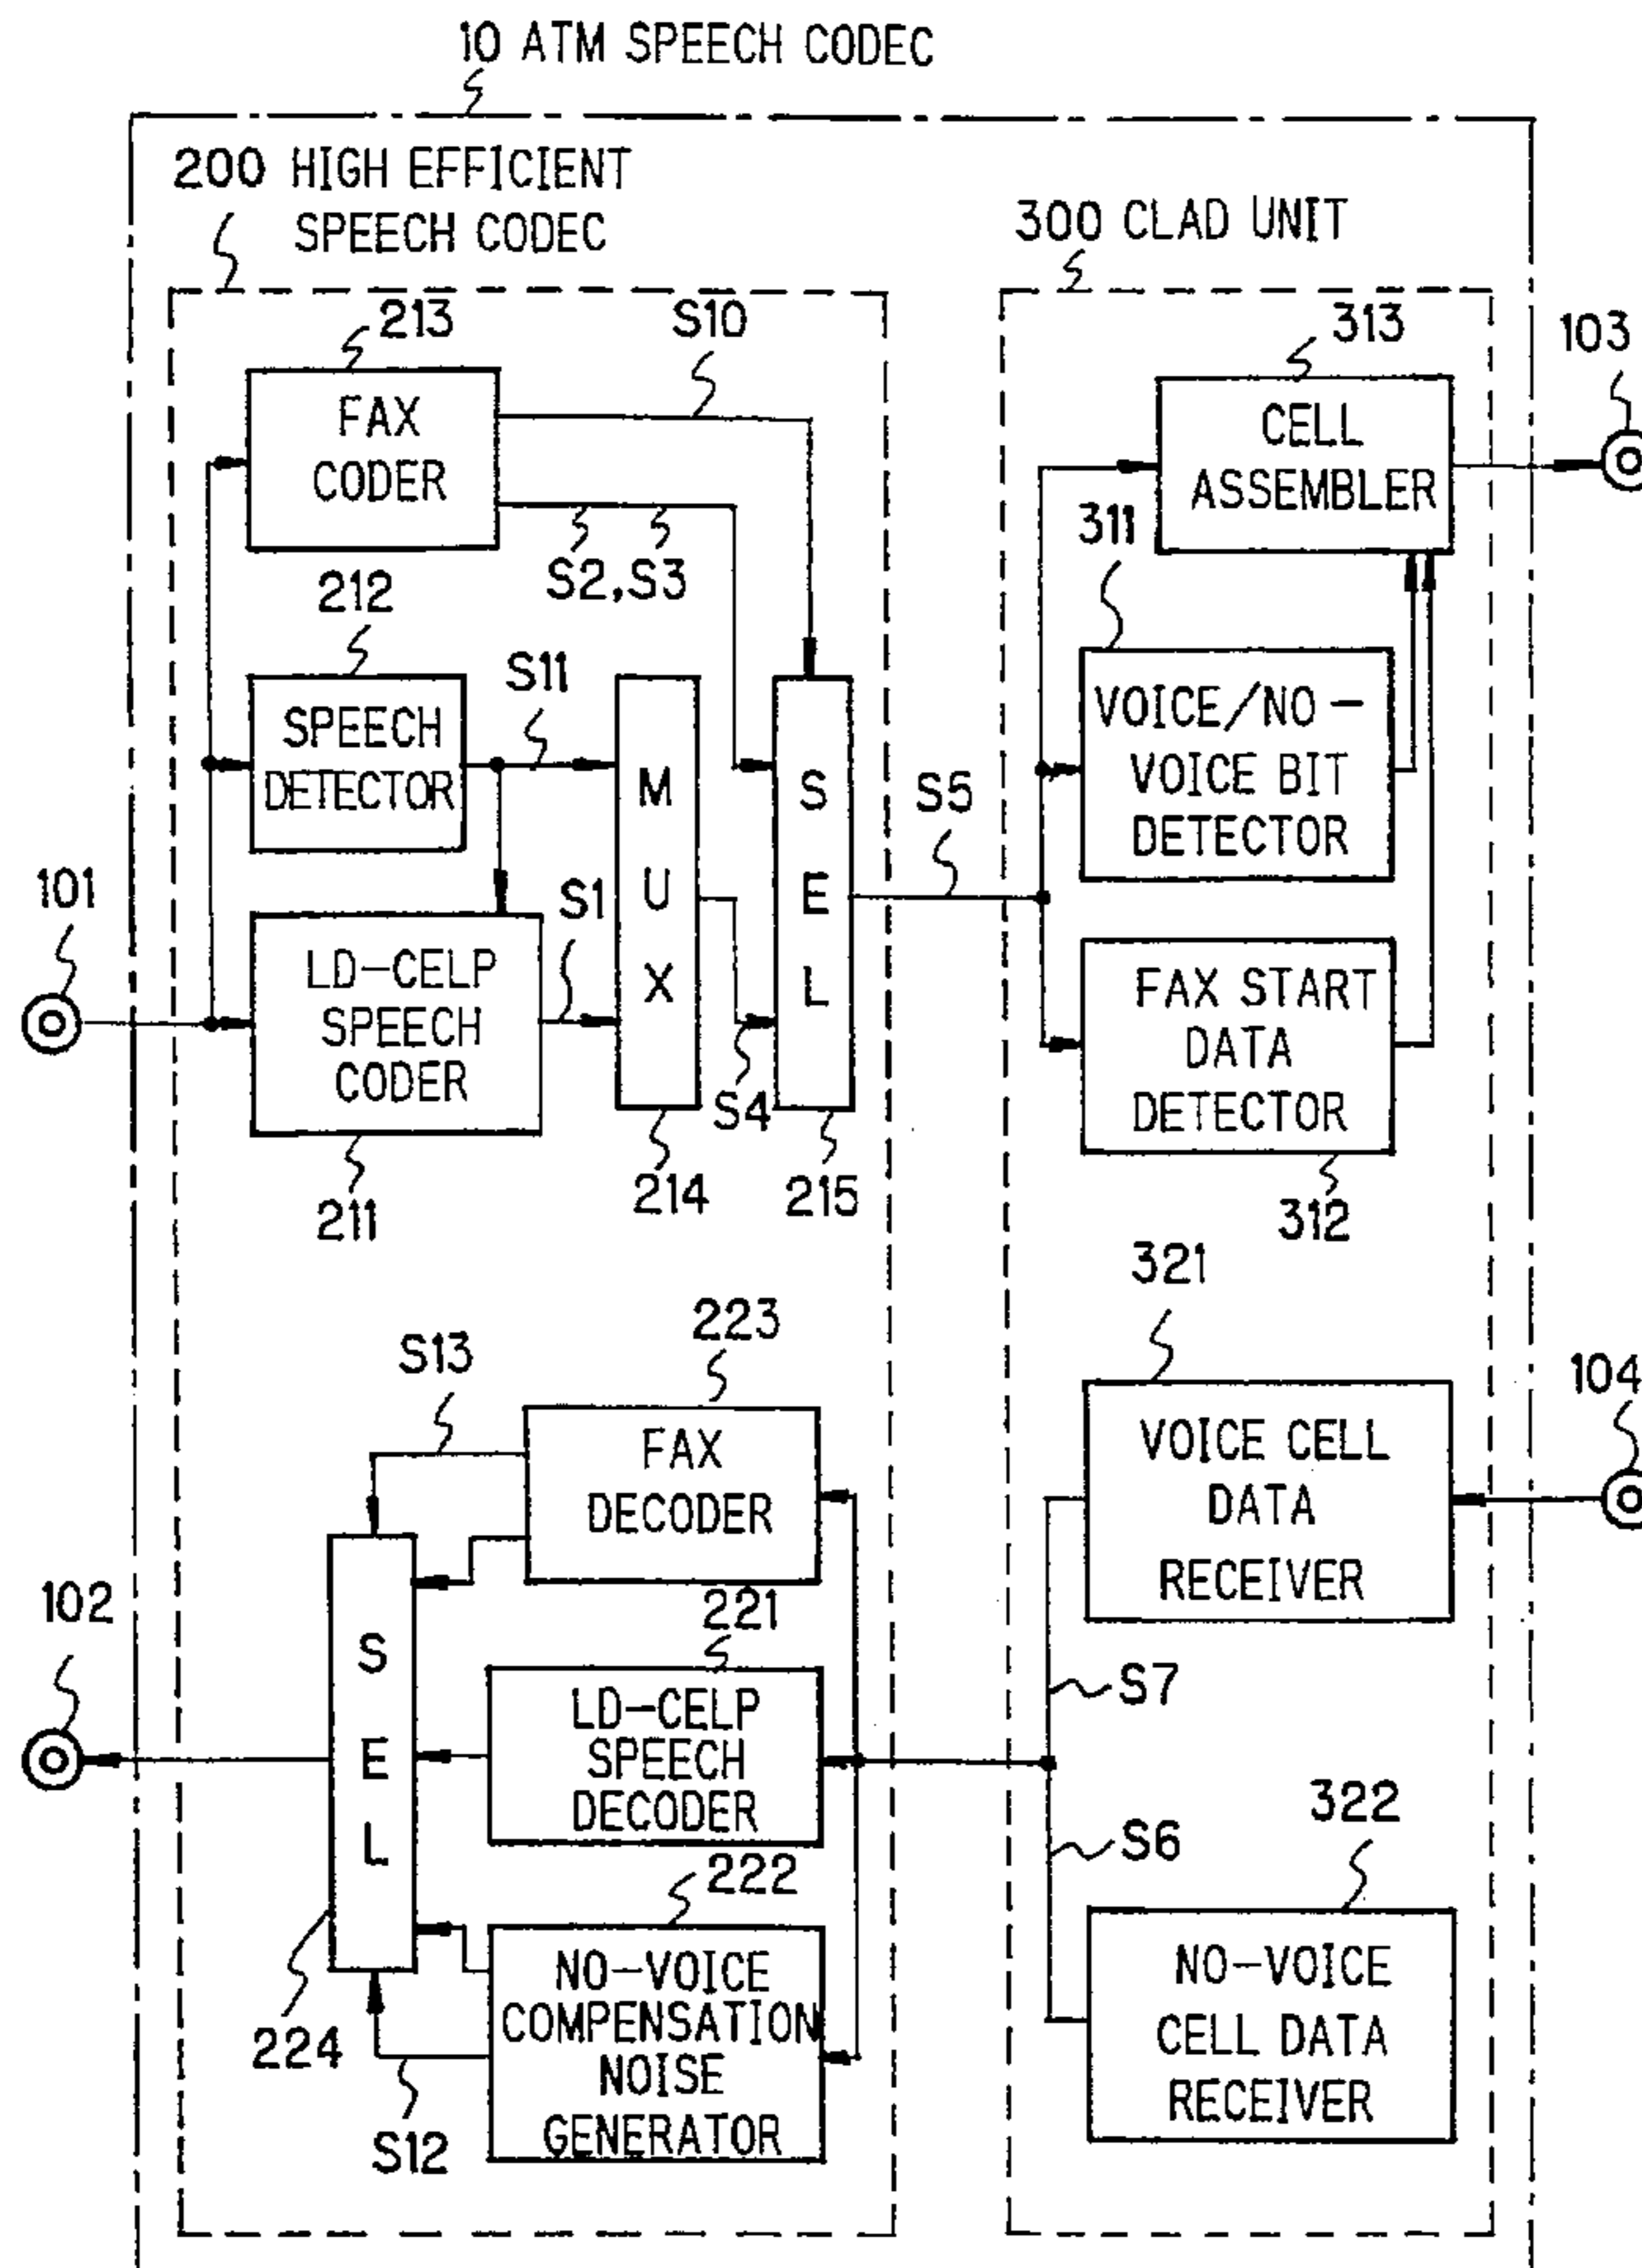 10 ATM SPEECH CODEC
200 HIGH EFFICIENT
SPEECH CODEC
300 CLAD UNIT
213
S10
313
103
FAX
CODER
CELL
ASSEMBLER
S2,S3
311
212
S11
SPEECH
DETECTOR
M
U
X
S
E
L
S5
VOICE/NO-
VOICE BIT
DETECTOR
101
S1
LD-CELP
SPEECH
CODER
S4
FAX START
DATA
DETECTOR
211
214
215
312
321
223
S13
104
FAX
DECODER
VOICE CELL
DATA
RECEIVER
102
221
S
E
L
LD-CELP
SPEECH
DECODER
S7
S6
322
222
NO-VOICE
COMPENSATION
NOISE
GENERATOR
NO-VOICE
CELL DATA
RECEIVER
224
S12